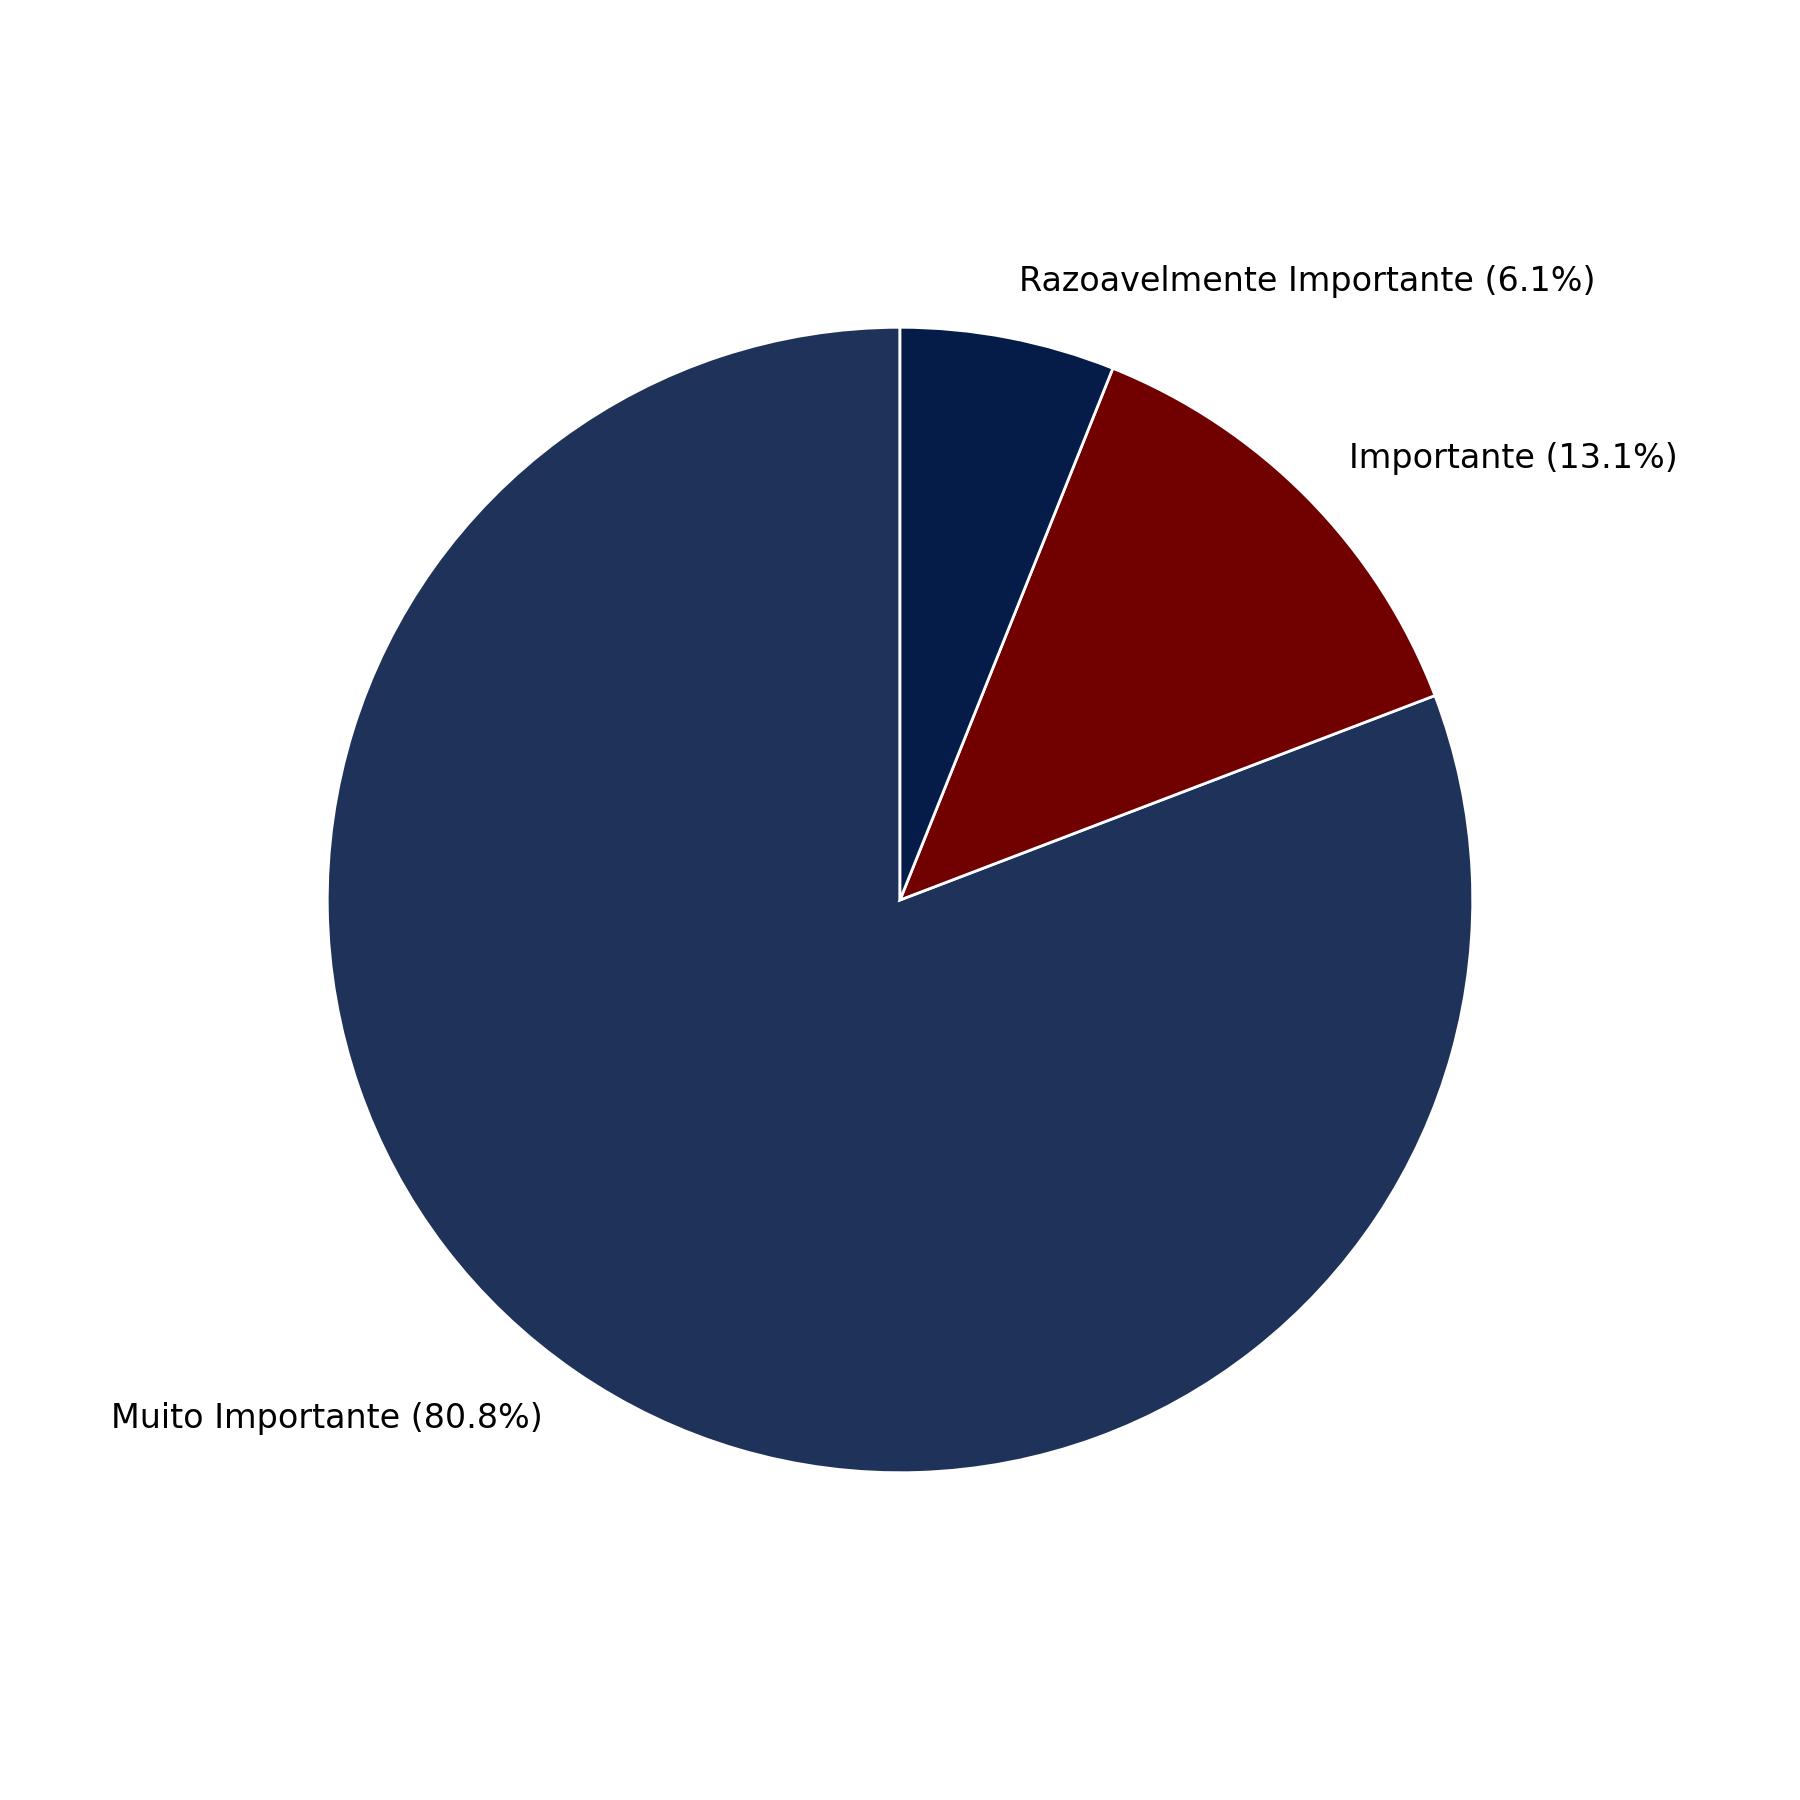 Razoavelmente Importante (6.1%)
Importante (13.1%)
Muito Importante (80.8%)